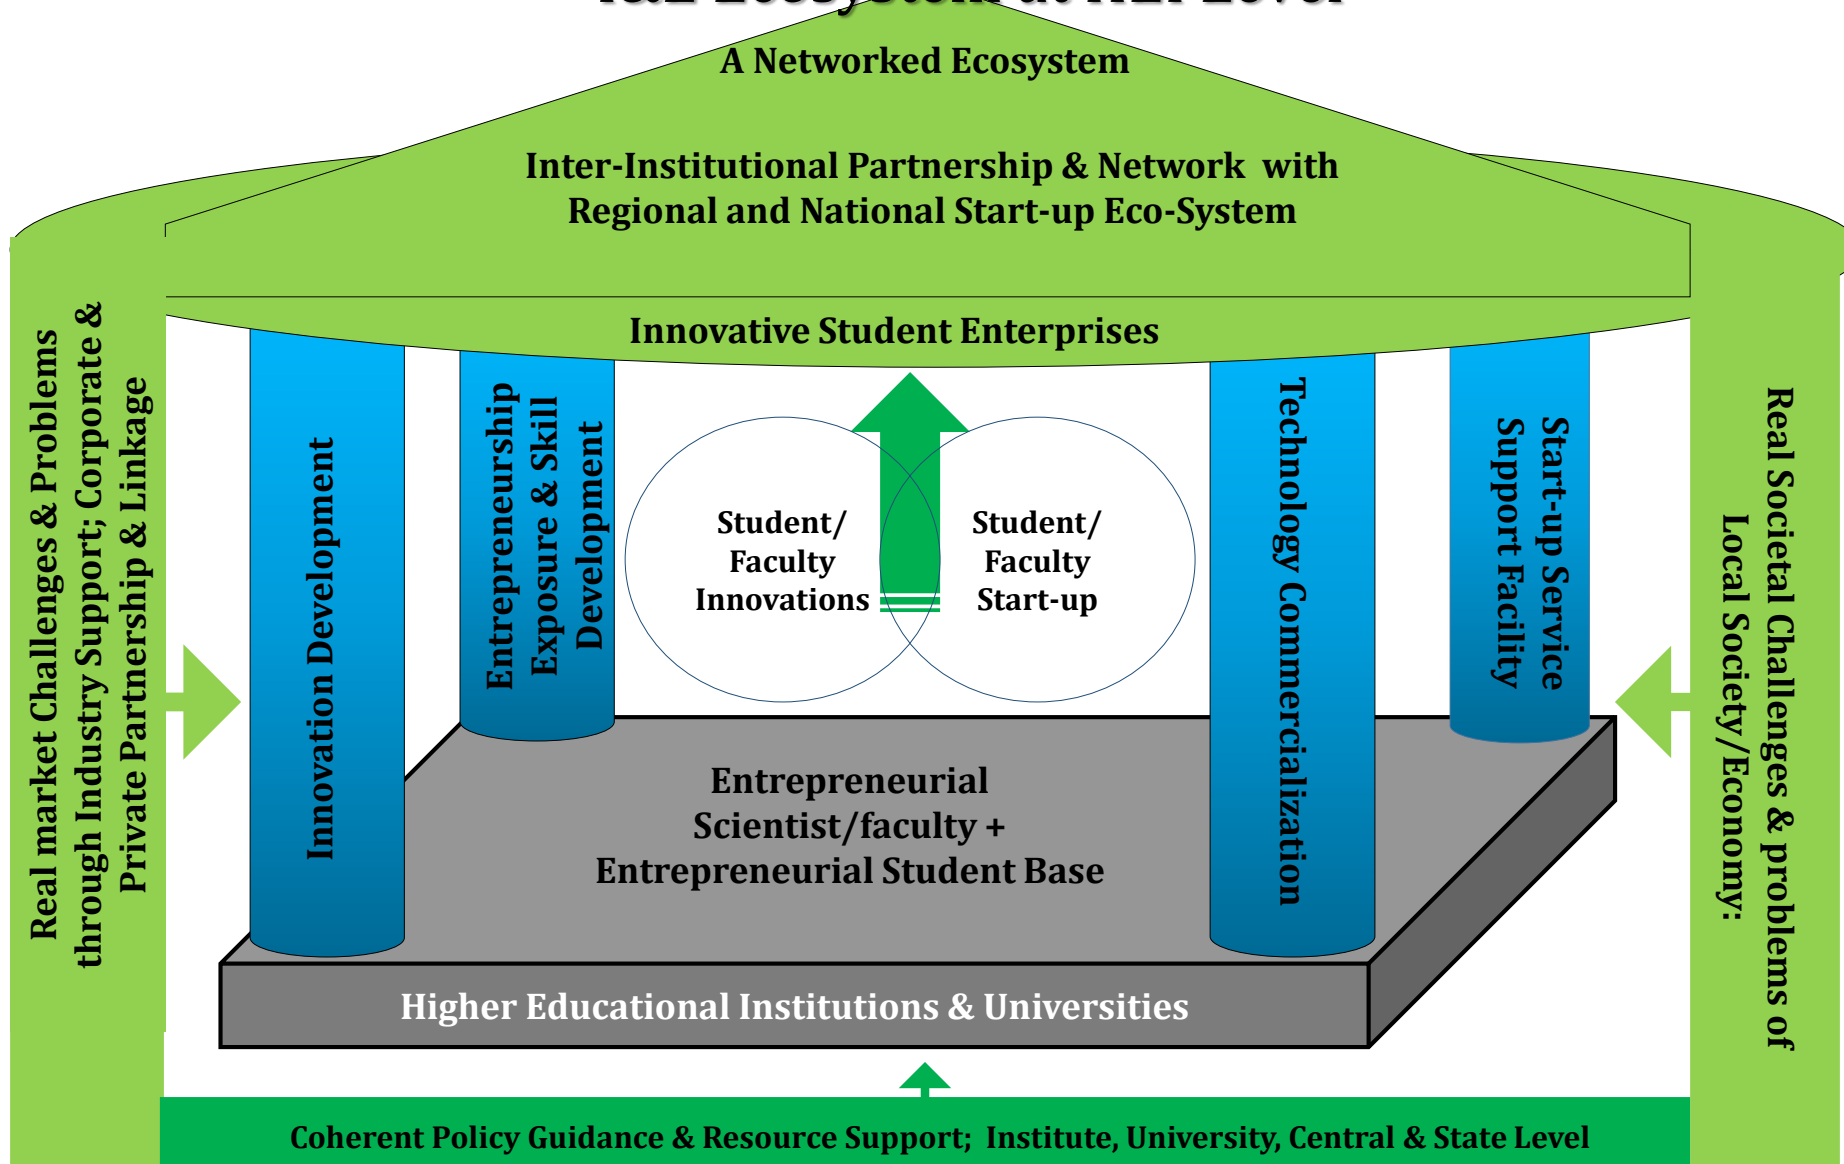 A Networked Ecosystem
Inter-Institutional Partnership & Network with
Regional and National Start-up Eco-System
Innovative Student Enterprises
Real market Challenges & Problems
through Industry Support; Corporate &
Private Partnership & Linkage
Innovation Development
Entrepreneurship
Exposure & Skill
Development
Student/
Faculty
Innovations
Student/
Faculty
Start-up
Technology Commercialization
Start-up Service
Support Facility
Real Societal Challenges & problems of
Local Society/Economy:
Entrepreneurial
Scientist/faculty +
Entrepreneurial Student Base
Higher Educational Institutions & Universities
Coherent Policy Guidance & Resource Support; Institute, University, Central & State Level